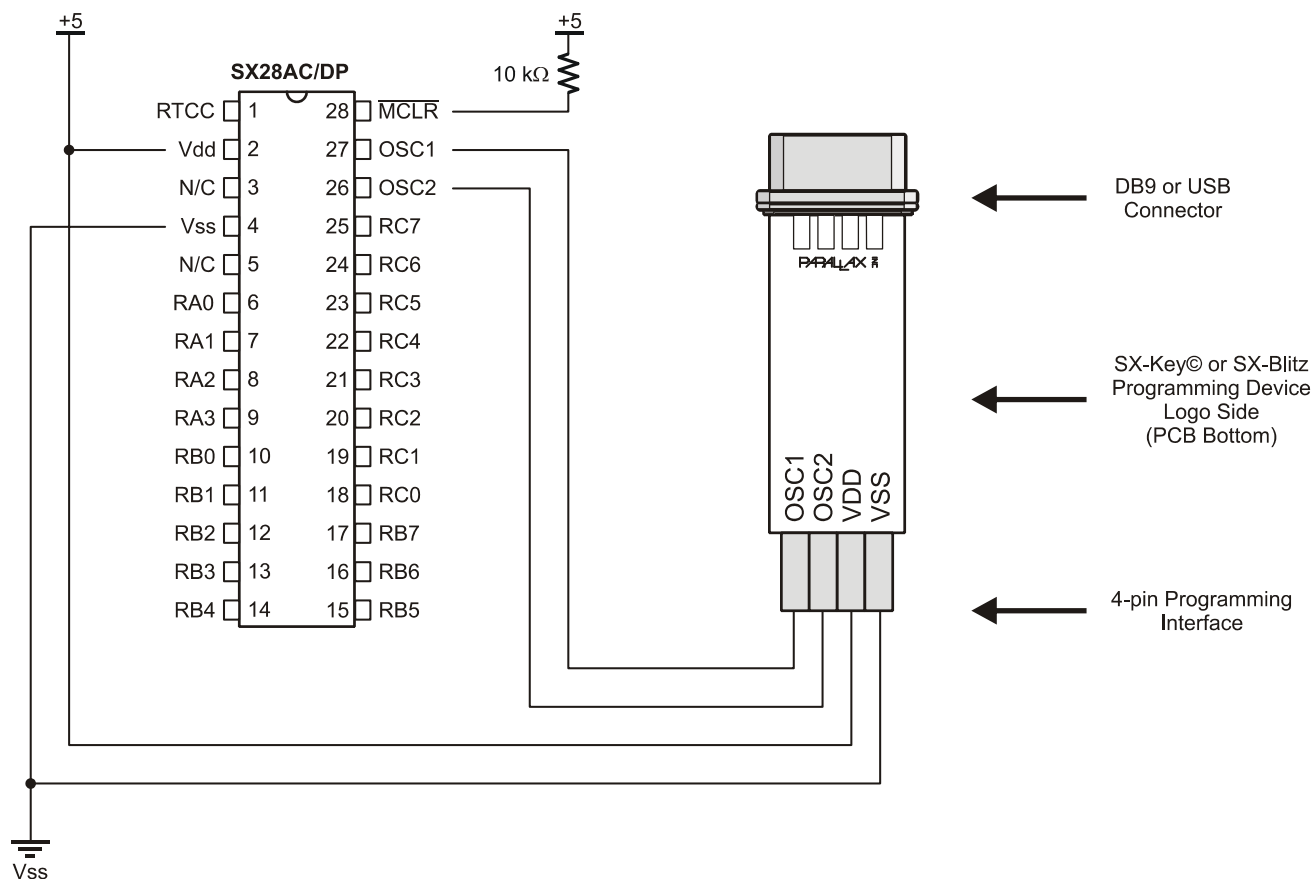 +5
+5
SX28AC/DP
10 kΩ
RTCC 1 28 MCLR
Vdd 2 27 OSC1
N/C 3 26 OSC2
Vss 4 25 RC7
N/C 5 24 RC6
RA0 6 23 RC5
RA1 7 22 RC4
RA2 8 21 RC3
RA3 9 20 RC2
RB0 10 19 RC1
RB1 11 18 RC0
RB2 12 17 RB7
RB3 13 16 RB6
RB4 14 15 RB5
Vss
PARALLAX
OSC1
OSC2
VDD
VSS
DB9 or USB
Connector
SX-Key© or SX-Blitz
Programming Device
Logo Side
(PCB Bottom)
4-pin Programming
Interface